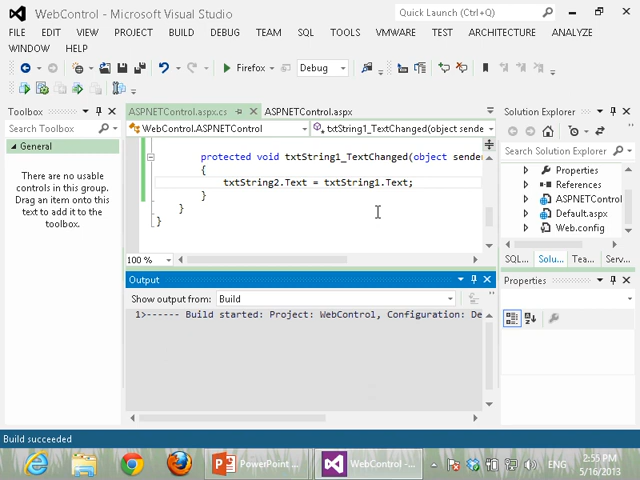 WebControl - Microsoft Visual Studio
Quick Launch (Ctrl+Q)
FILE EDIT VIEW PROJECT BUILD DEBUG TEAM SQL TOOLS VMWARE TEST ARCHITECTURE ANALYZE
WINDOW HELP
Firefox
Debug
Toolbox
ASPNETControl.aspx.cs
ASPNETControl.aspx
Solution Explorer
Search Toolbox
WebControl.ASPNETControl
txtString1_TextChanged(object sende
General
There are no usable
controls in this group.
Drag an item onto this
text to add it to the
toolbox.
protected void txtString1_TextChanged(object sender
{
txtString2.Text = txtString1.Text;
}
}
}
100 %
Search Solution Explorer
Properties
References
ASPNETContro
Default.aspx
Web.config
SQL... Solu... Tea... Serv...
Output
Properties
Show output from: Build
1>------ Build started: Project: WebControl, Configuration: De
Build succeeded
PowerPoint ...
WebControl -...
ENG
2:55 PM
5/16/2013